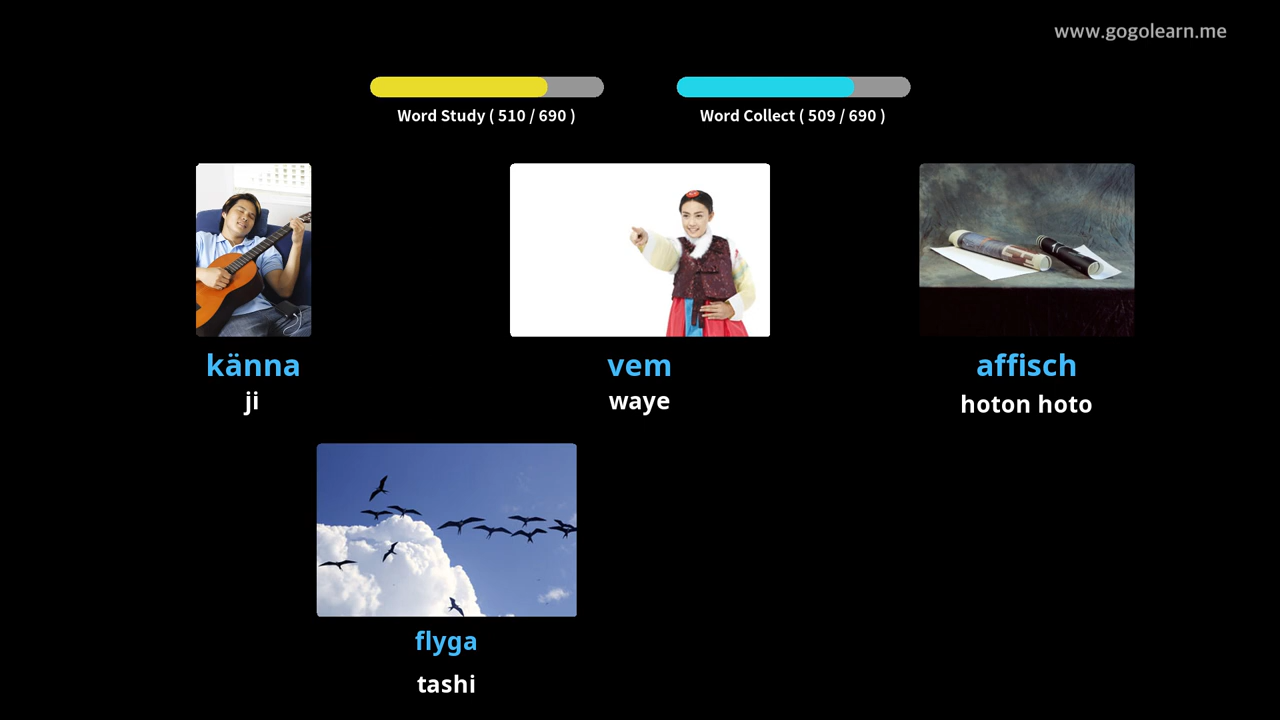 www.gogolearn.me
Word Study ( 510 / 690 )
Word Collect ( 509 / 690 )
känna
ji
vem
waye
affisch
hoton hoto
flyga
tashi